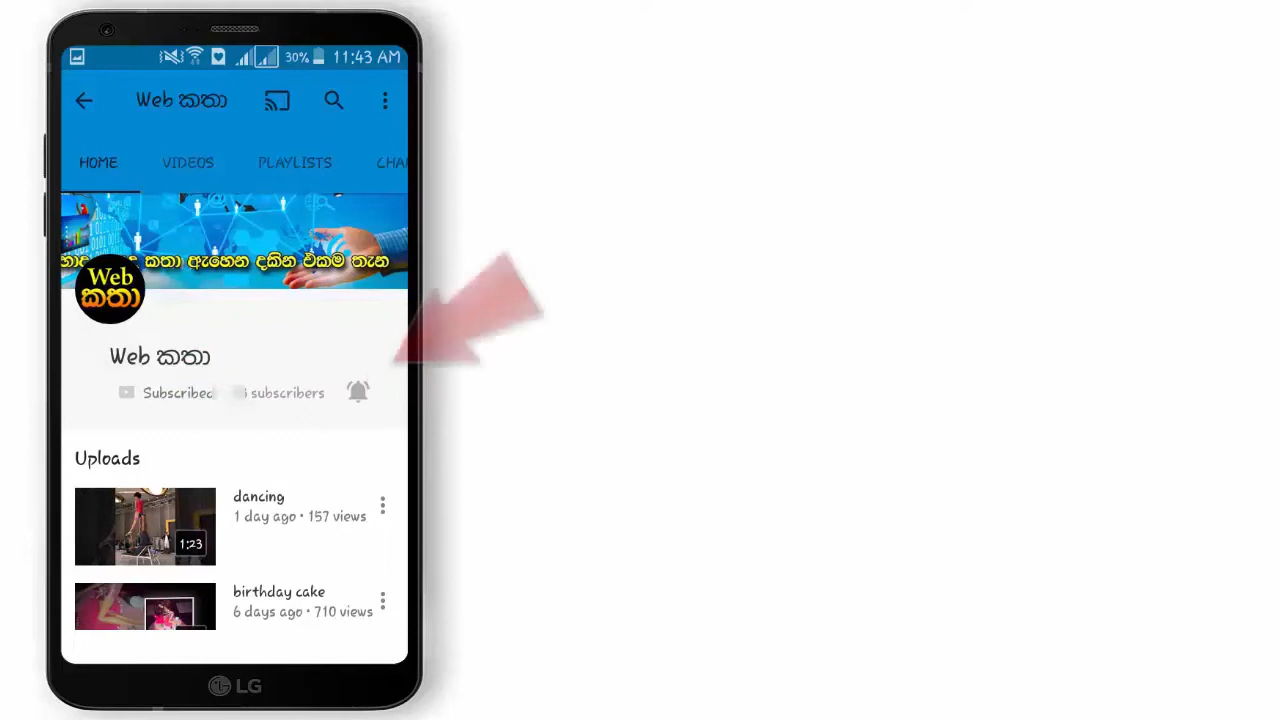 30% 11:43 AM
Web කතා
HOME VIDEOS PLAYLISTS
කතා ඇහෙන දකින එකම තැන
Web
කතා
Web කතා
Subscribed subscribers
Uploads
dancing
1 day ago • 157 views
1:23
birthday cake
6 days ago • 710 views
LG